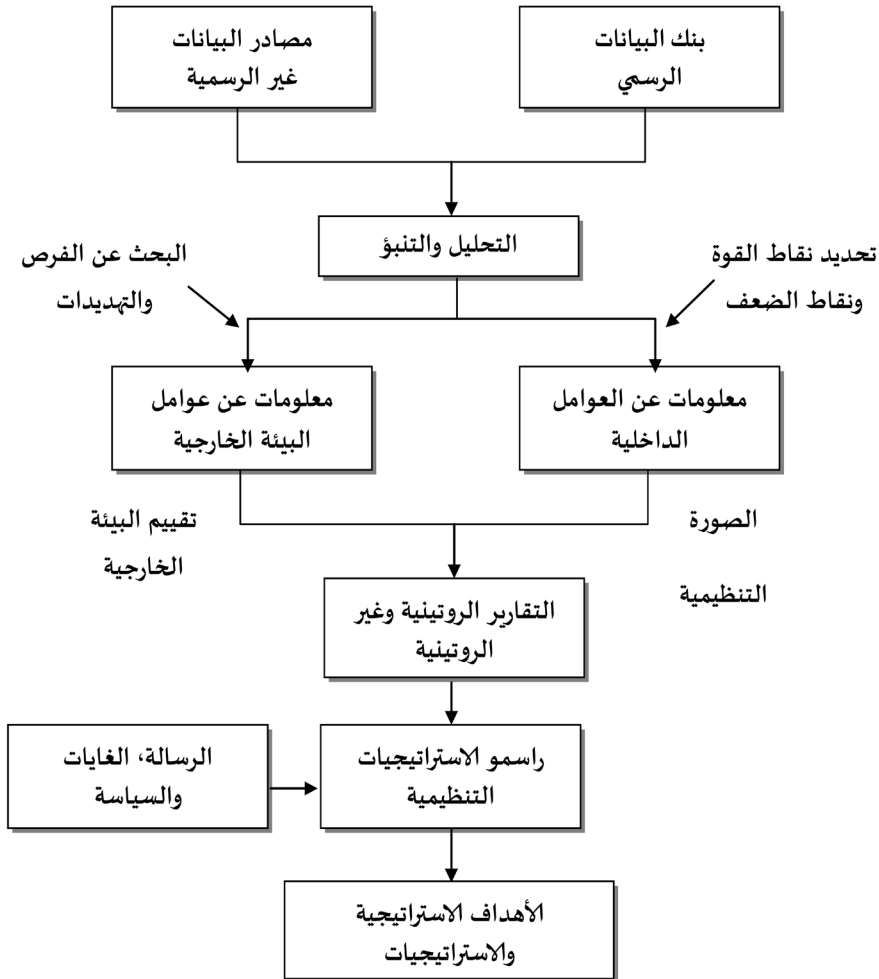 بنك البيانات
الرسمي
مصادر البيانات
غير الرسمية
التحليل والتنبؤ
تحديد نقاط القوة
ونقاط الضعف
البحث عن الفرص
والتهديدات
معلومات عن العوامل
الداخلية
معلومات عن عوامل
البيئة الخارجية
الصورة
التنظيمية
تقييم البيئة
الخارجية
التقارير الروتينية وغير
الروتينية
راسمو الاستراتيجيات
التنظيمية
الرسالة، الغايات
والسياسة
الأهداف الاستراتيجية
والاستراتيجيات